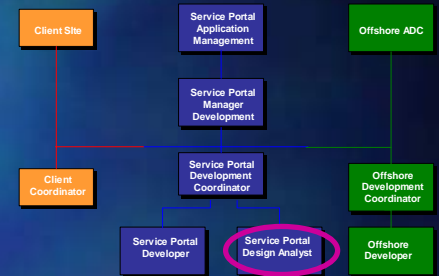 Client SIte
Service Portal
Application
Management
Offshore ADC
Service Portal
Manager
Development
Client
Coordinator
Service Portal
Development
Coordinator
Offshore
Development
Coordinator
Service Portal
Developer
Service Portal
Design Analyst
Offshore
Developer